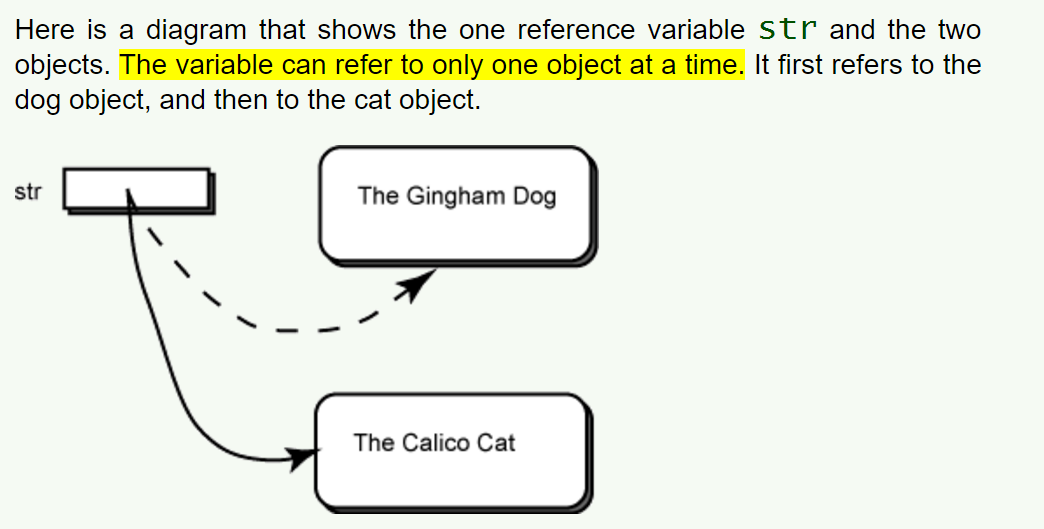 Here is a diagram that shows the one reference variable str and the two
objects. The variable can refer to only one object at a time. It first refers to the
dog object, and then to the cat object.
str
The Gingham Dog
The Calico Cat